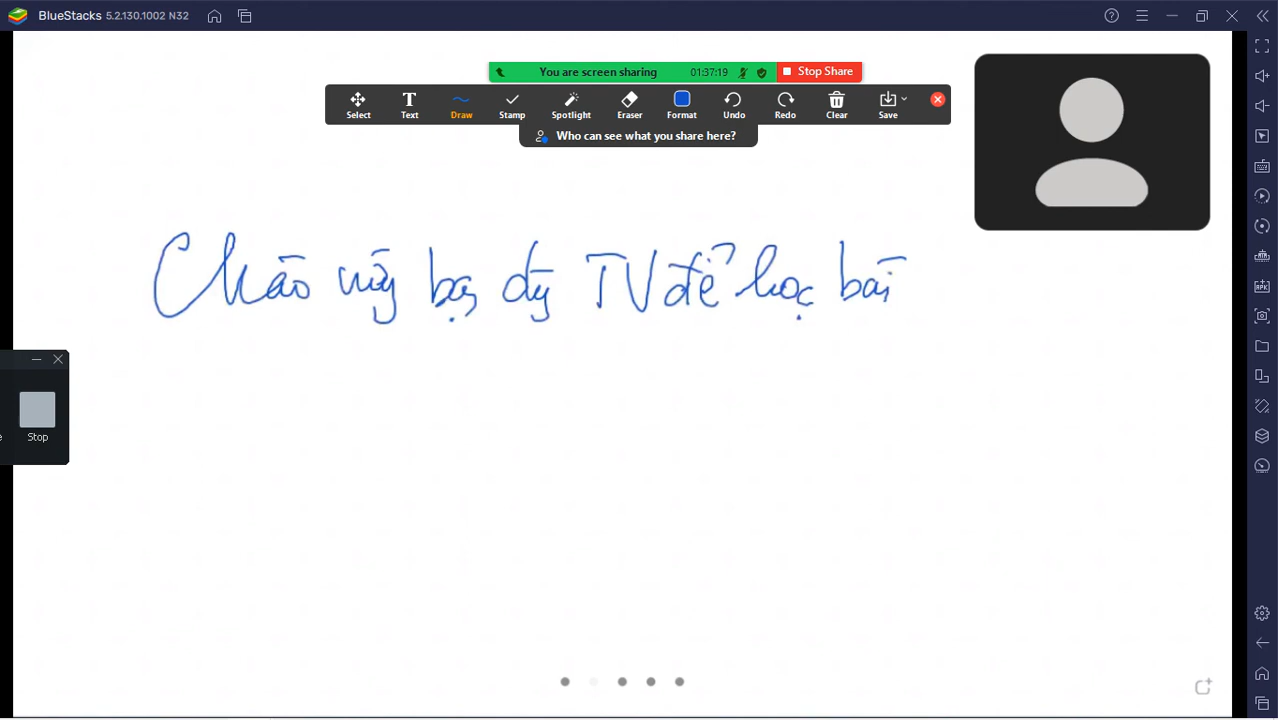 BlueStacks 5.2.130.1002 N32
You are screen sharing 01:37:19 Stop Share
Select Text Draw Stamp Spotlight Eraser Format Undo Redo Clear Save
Who can see what you share here?
Chào bạn TV để học bài
Stop